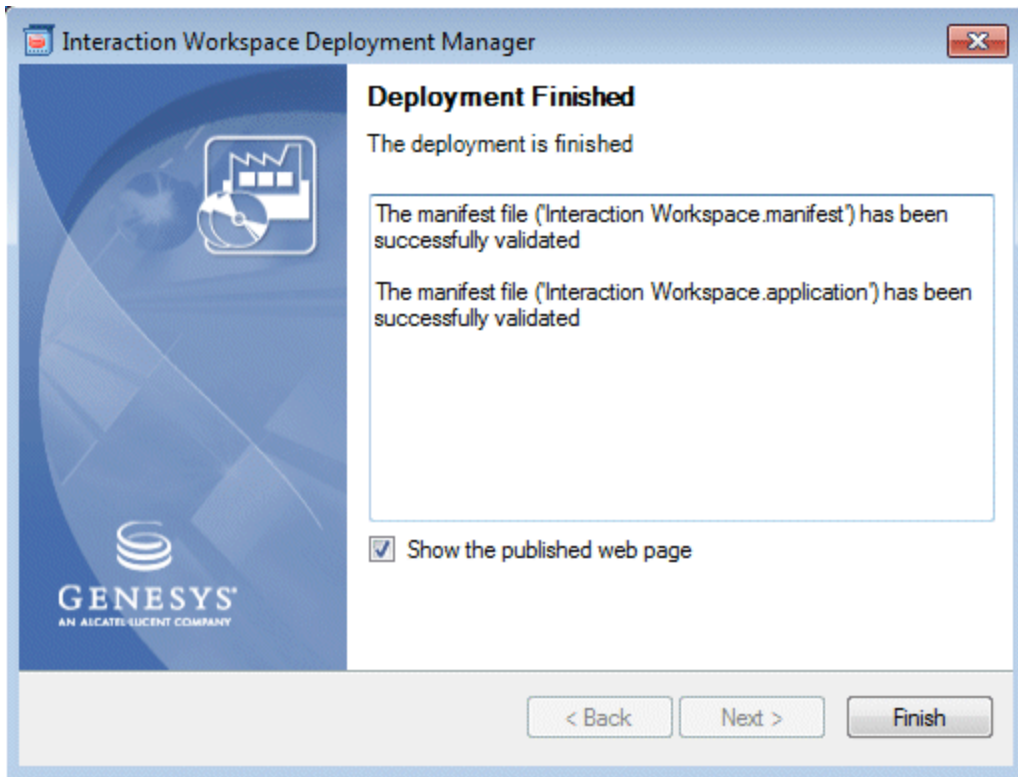 Interaction Workspace Deployment Manager
Deployment Finished
The deployment is finished
The manifest file ('Interaction Workspace.manifest') has been
successfully validated
The manifest file ('Interaction Workspace.application') has been
successfully validated
Show the published web page
GENESYS
AN ALCATEL-LUCENT COMPANY
< Back
Next >
Finish